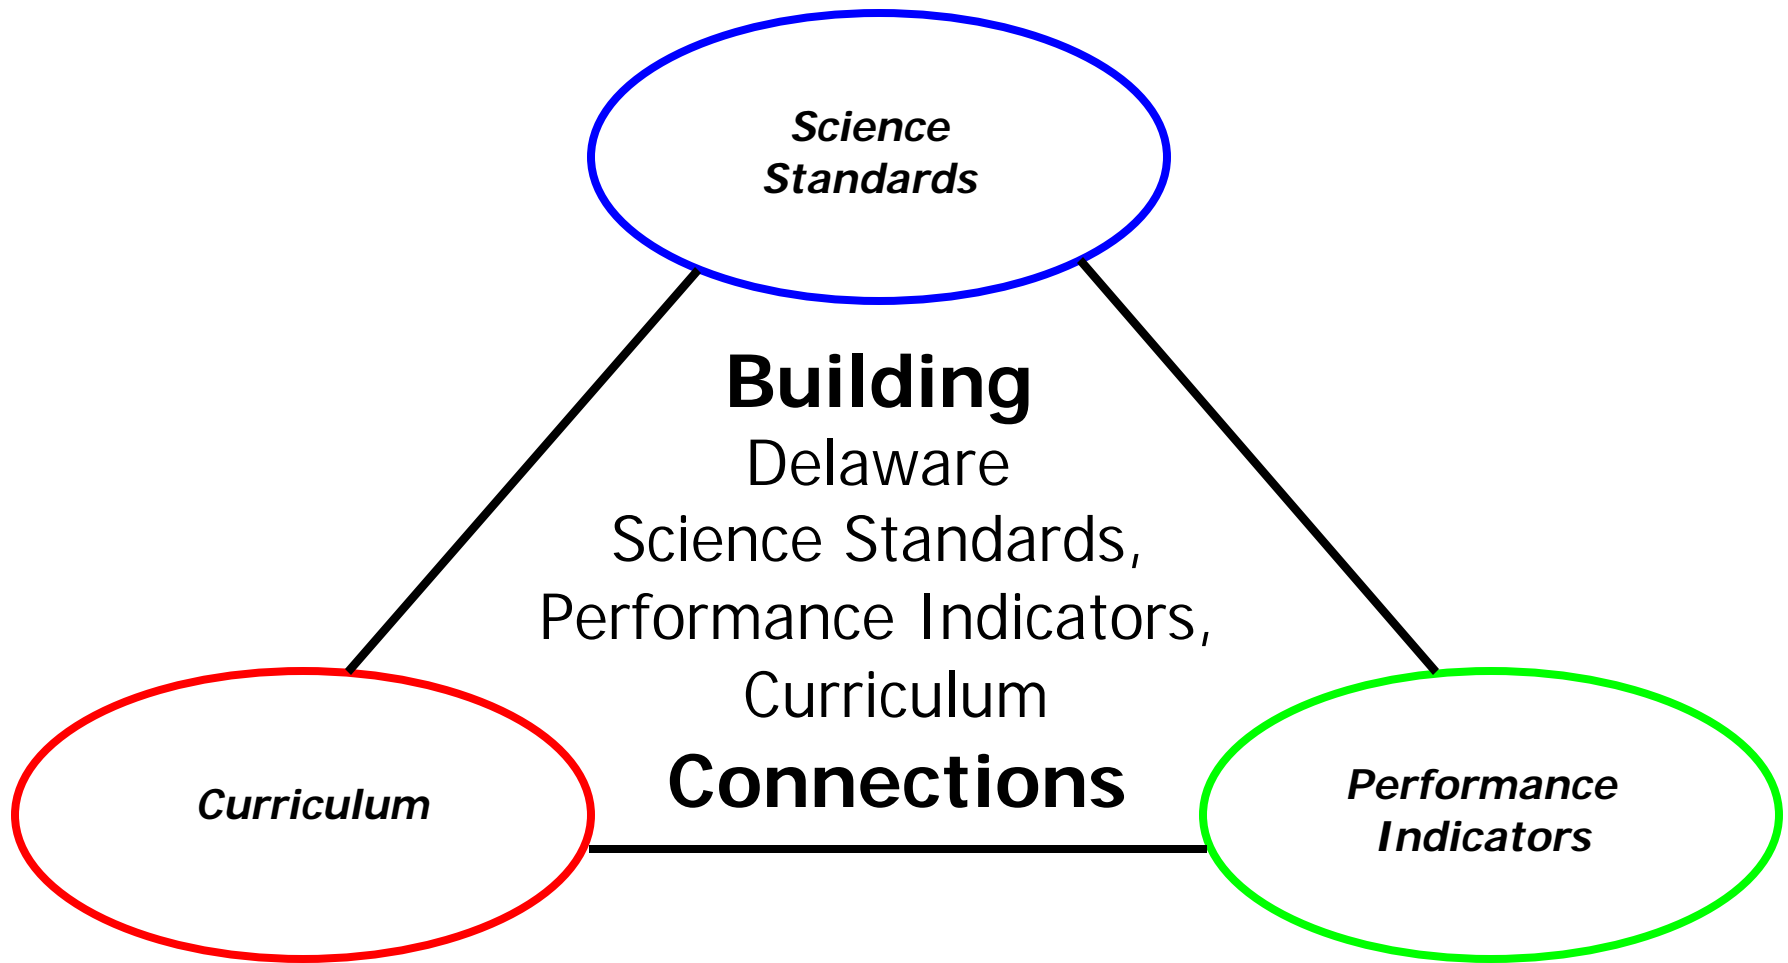 Science
Standards
Building
Delaware
Science Standards,
Performance Indicators,
Curriculum
Connections
Curriculum
Performance
Indicators